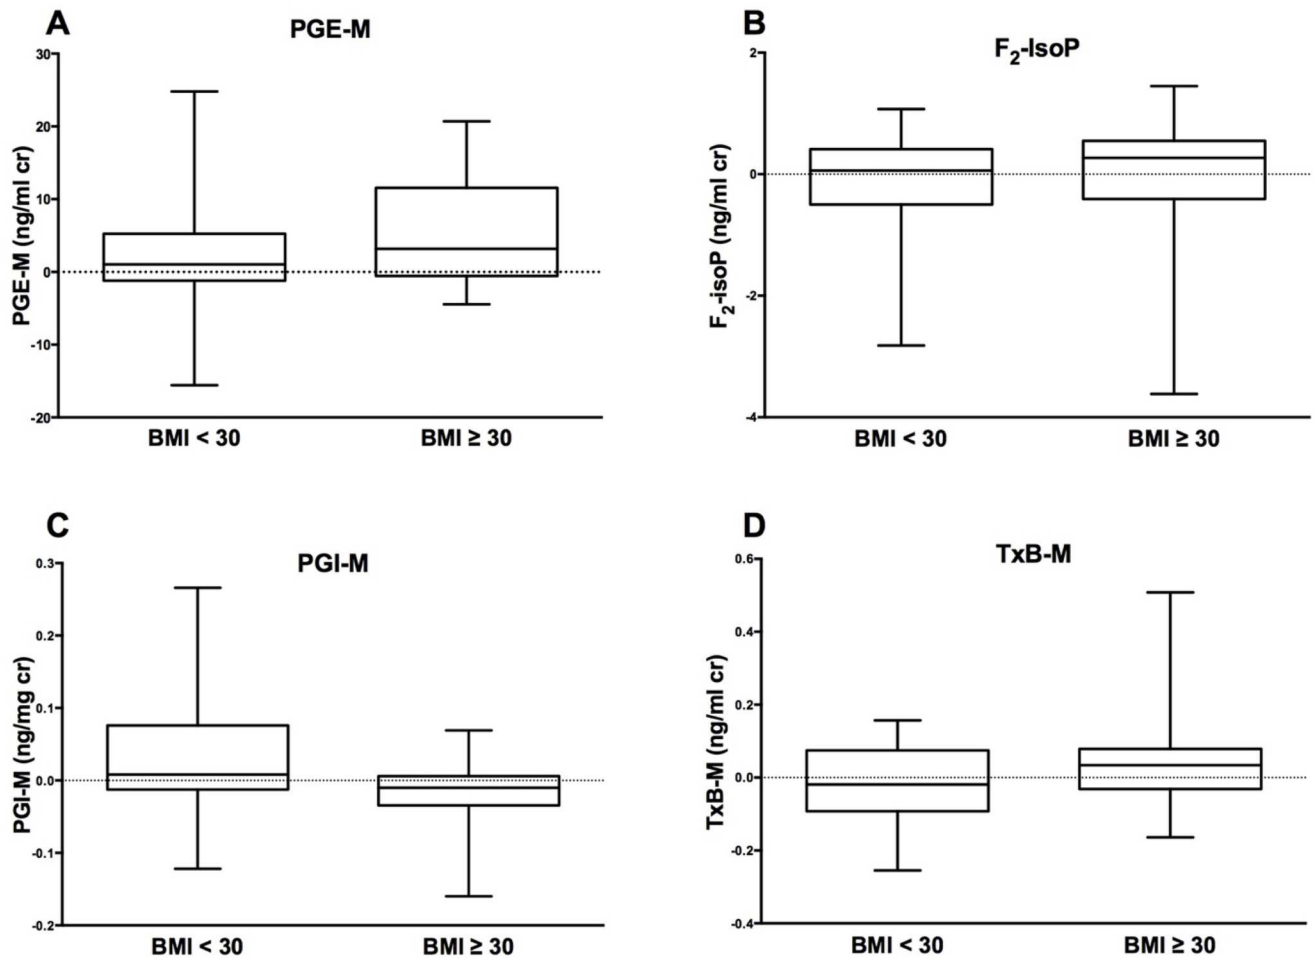 A
PGE-M
PGE-M (ng/ml cr)
30
20
10
0
-10
-20
BMI < 30
BMI ≥ 30
B
F2-IsoP
F2-isoP (ng/ml cr)
2
0
-2
-4
BMI < 30
BMI ≥ 30
C
PGI-M
PGI-M (ng/mg cr)
0.3
0.2
0.1
0.0
-0.1
-0.2
BMI < 30
BMI ≥ 30
D
TxB-M
TxB-M (ng/ml cr)
0.6
0.4
0.2
0.0
-0.2
-0.4
BMI < 30
BMI ≥ 30